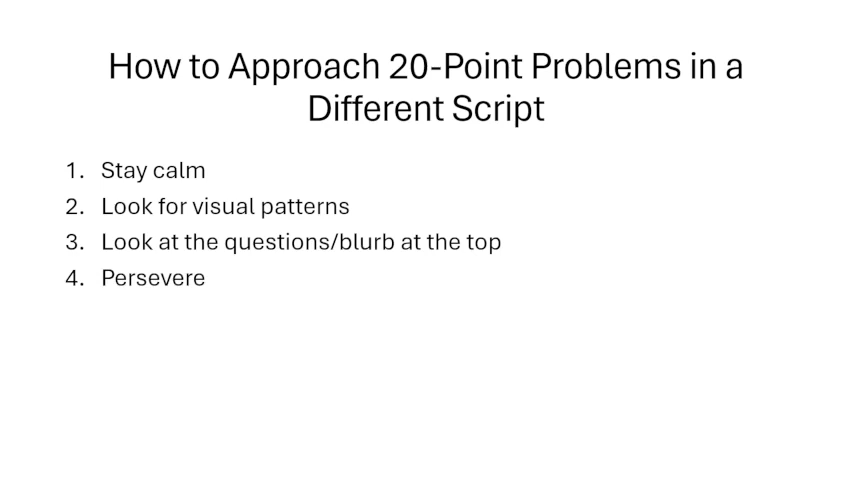 How to Approach 20-Point Problems in a
Different Script
1. Stay calm
2. Look for visual patterns
3. Look at the questions/blurb at the top
4. Persevere